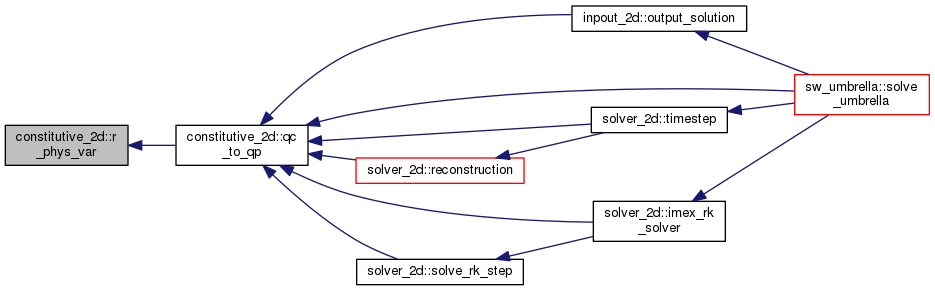 constitutive_2d::r
_phys_var
constitutive_2d::qc
_to_qp
inpout_2d::output_solution
sw_umbrella::solve
_umbrella
solver_2d::timestep
solver_2d::reconstruction
solver_2d::imex_rk
_solver
solver_2d::solve_rk_step